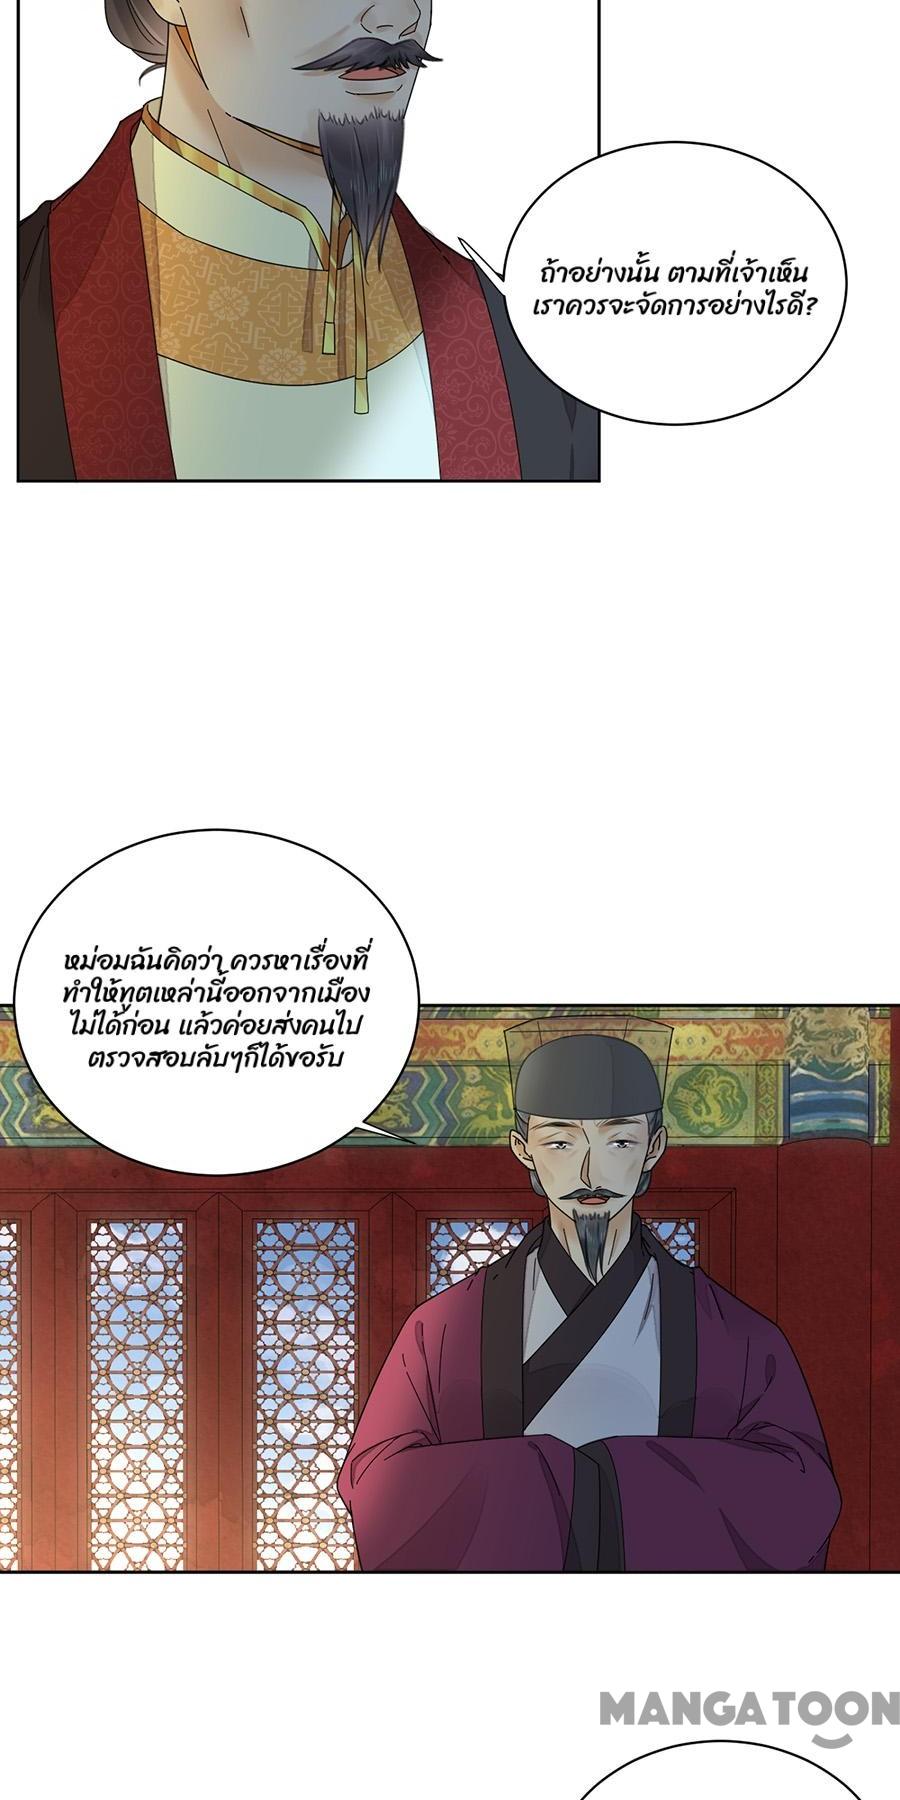 ถ้าอย่างนั้น ตามที่เจ้าเห็น
เราควรจะจัดการอย่างไรดี?
หม่อมฉันคิดว่า ควรหาเรื่องที่
ทำให้ทูตเหล่านี้ออกจากเมือง
ไม่ได้ก่อน แล้วค่อยส่งคนไป
ตรวจสอบลับๆก็ได้ขอรับ
MANGATOON